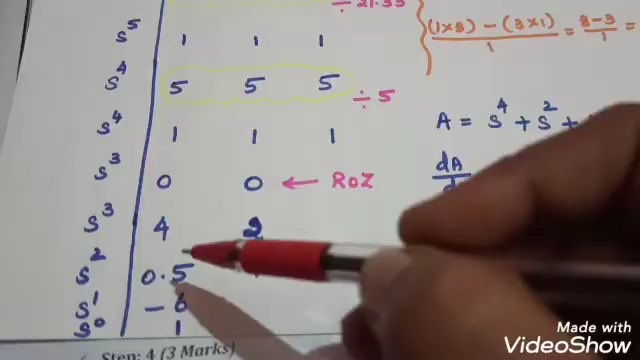 ÷ 21.33
s⁵ 1 1 1
(1×8) − (3×1) / 1 = 8−3 / 1 =
s⁴ 5 5 5 ÷ 5
s⁴ 1 1 1
A = s⁴ + s² +
s³ 0 0 ← ROZ
dA
s³ 4 2
s² 0.5
s¹ −6
s⁰ 1
Step: 4 (3 Marks)
Made with
VideoShow